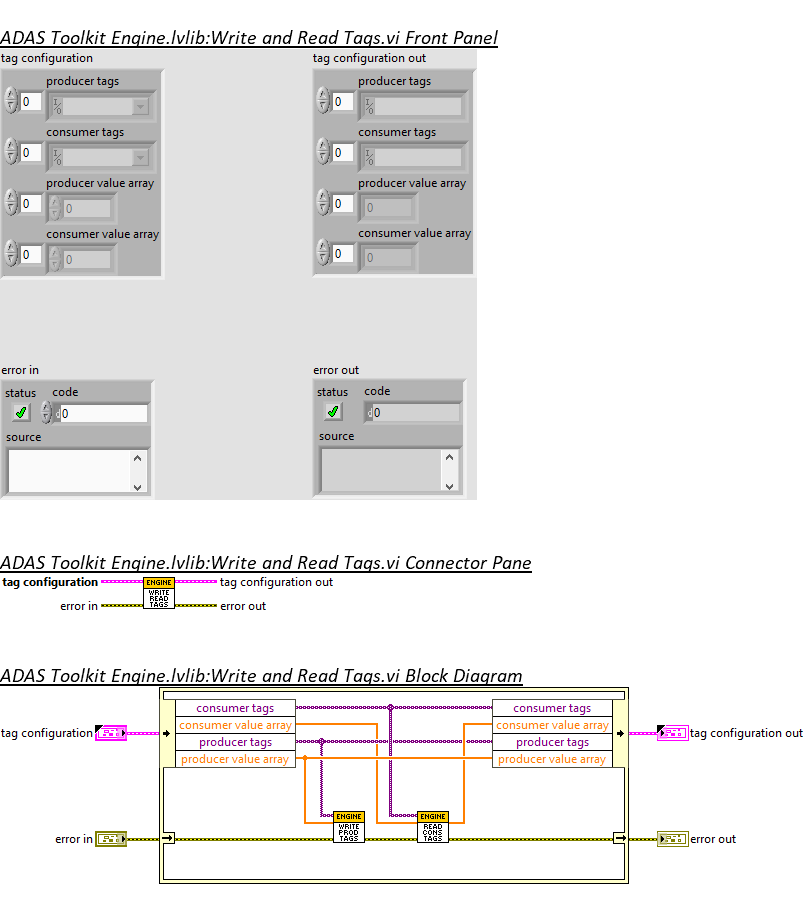 ADAS Toolkit Engine.lvlib:Write and Read Tags.vi Front Panel
tag configuration
tag configuration out
producer tags
producer tags
0
I/0
0
I/0
consumer tags
consumer tags
0
I/0
0
I/0
producer value array
producer value array
0
0
0
0
consumer value array
consumer value array
0
0
0
0
error in
error out
status code
status code
d0
d0
source
source
ADAS Toolkit Engine.lvlib:Write and Read Tags.vi Connector Pane
tag configuration
ENGINE
WRITE
READ
TAGS
tag configuration out
error in
error out
ADAS Toolkit Engine.lvlib:Write and Read Tags.vi Block Diagram
consumer tags
consumer tags
consumer value array
consumer value array
tag configuration
producer tags
producer tags
tag configuration out
producer value array
producer value array
ENGINE
WRITE
PROD
TAGS
ENGINE
READ
CONS
TAGS
error in
error out